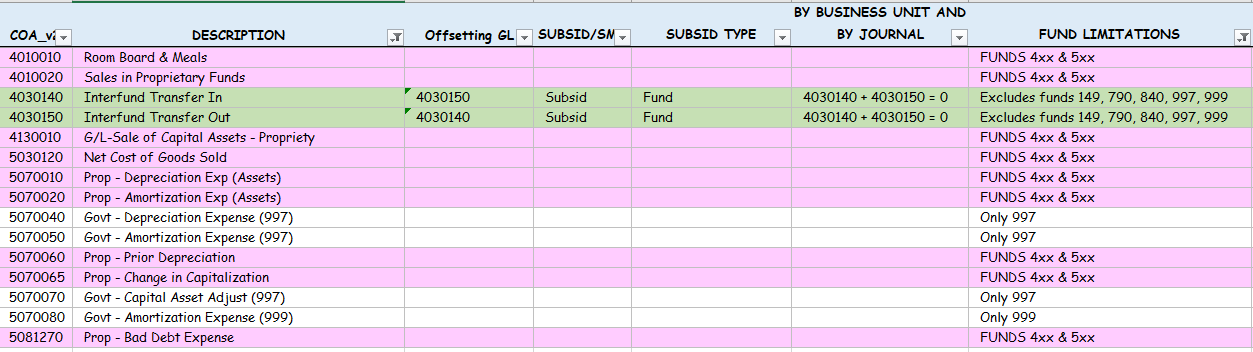 BY BUSINESS UNIT AND
COA_v2 DESCRIPTION Offsetting GL SUBSID/SM SUBSID TYPE BY JOURNAL FUND LIMITATIONS
4010010 Room Board & Meals FUNDS 4xx & 5xx
4010020 Sales in Proprietary Funds FUNDS 4xx & 5xx
4030140 Interfund Transfer In 4030150 Subsid Fund 4030140 + 4030150 = 0 Excludes funds 149, 790, 840, 997, 999
4030150 Interfund Transfer Out 4030140 Subsid Fund 4030140 + 4030150 = 0 Excludes funds 149, 790, 840, 997, 999
4130010 G/L-Sale of Capital Assets - Propriety FUNDS 4xx & 5xx
5030120 Net Cost of Goods Sold FUNDS 4xx & 5xx
5070010 Prop - Depreciation Exp (Assets) FUNDS 4xx & 5xx
5070020 Prop - Amortization Exp (Assets) FUNDS 4xx & 5xx
5070040 Govt - Depreciation Expense (997) Only 997
5070050 Govt - Amortization Expense (997) Only 997
5070060 Prop - Prior Depreciation FUNDS 4xx & 5xx
5070065 Prop - Change in Capitalization FUNDS 4xx & 5xx
5070070 Govt - Capital Asset Adjust (997) Only 997
5070080 Govt - Amortization Expense (999) Only 999
5081270 Prop - Bad Debt Expense FUNDS 4xx & 5xx